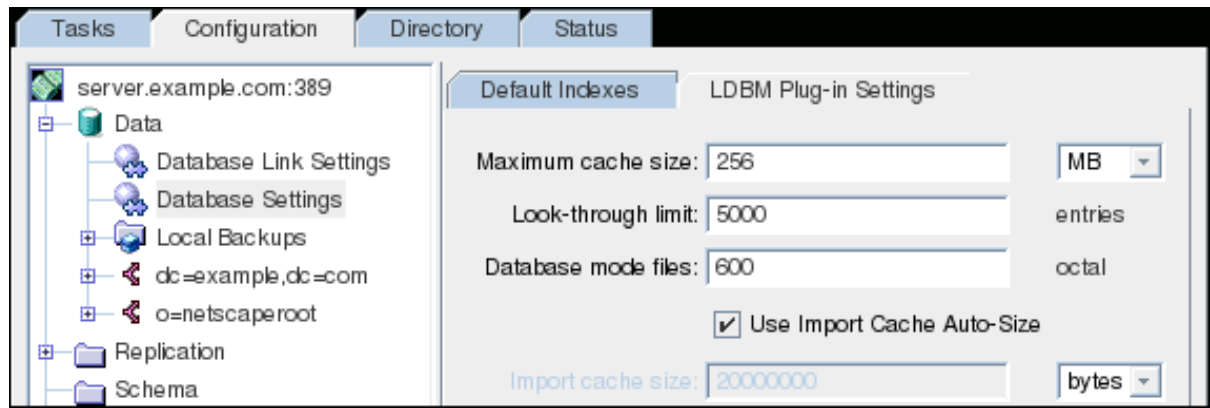 Tasks Configuration Directory Status
server.example.com:389
Data
Database Link Settings
Database Settings
Local Backups
dc=example,dc=com
o=netscaperoot
Replication
Schema
Default Indexes LDBM Plug-in Settings
Maximum cache size: 256 MB
Look-through limit: 5000 entries
Database mode files: 600 octal
Use Import Cache Auto-Size
Import cache size: 20000000 bytes